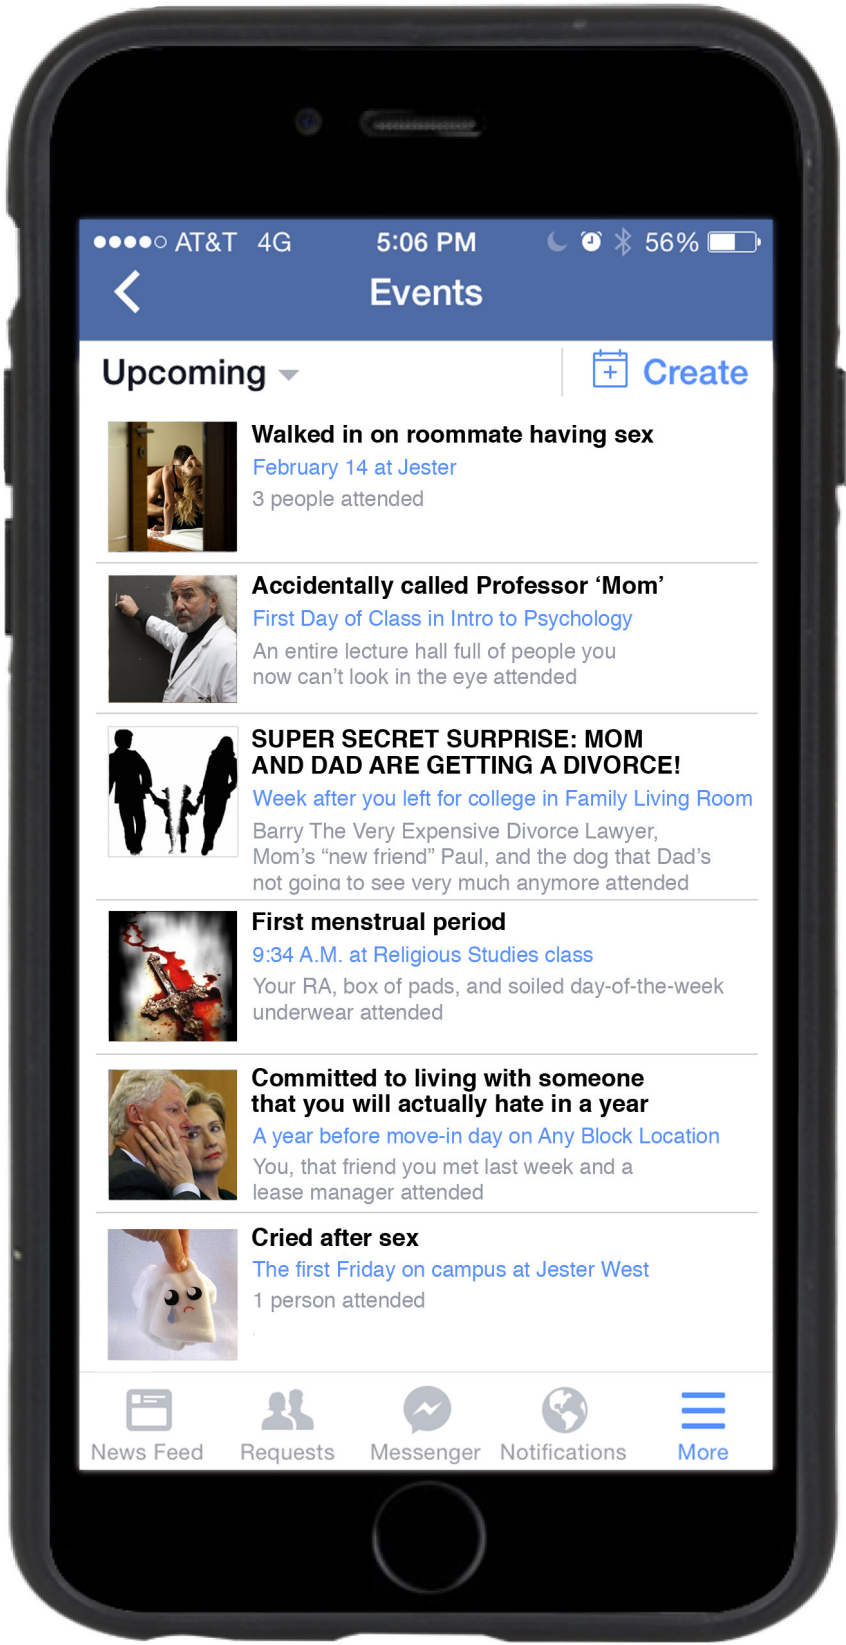 AT&T 4G 5:06 PM 56%
Events
Upcoming Create
Walked in on roommate having sex
February 14 at Jester
3 people attended
Accidentally called Professor ‘Mom’
First Day of Class in Intro to Psychology
An entire lecture hall full of people you
now can’t look in the eye attended
SUPER SECRET SURPRISE: MOM
AND DAD ARE GETTING A DIVORCE!
Week after you left for college in Family Living Room
Barry The Very Expensive Divorce Lawyer,
Mom’s “new friend” Paul, and the dog that Dad’s
not going to see very much anymore attended
First menstrual period
9:34 A.M. at Religious Studies class
Your RA, box of pads, and soiled day-of-the-week
underwear attended
Committed to living with someone
that you will actually hate in a year
A year before move-in day on Any Block Location
You, that friend you met last week and a
lease manager attended
Cried after sex
The first Friday on campus at Jester West
1 person attended
News Feed Requests Messenger Notifications More